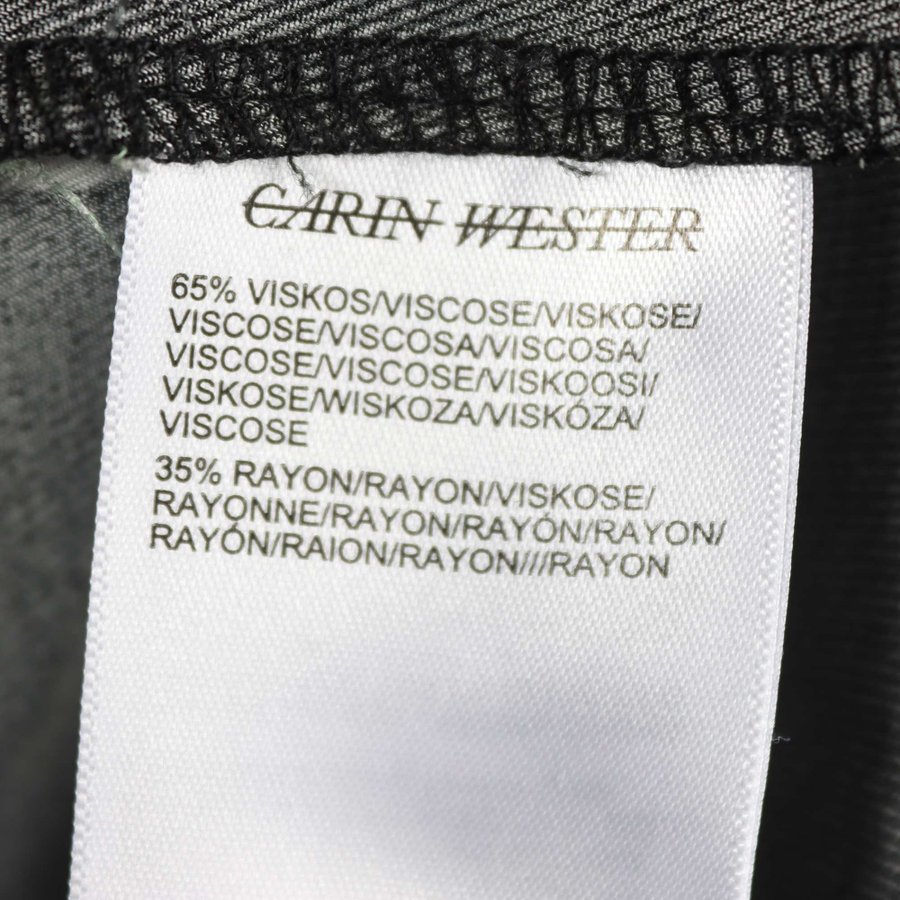 CARIN WESTER
65% VISKOS/VISCOSE/VISKOSE/
VISCOSE/VISCOSA/VISCOSA/
VISCOSE/VISCOSE/VISKOOSI/
VISKOSE/WISKOZA/VISKÓZA/
VISCOSE
35% RAYON/RAYON/VISKOSE/
RAYONNE/RAYON/RAYÓN/RAYON/
RAYÓN/RAION/RAYON///RAYON